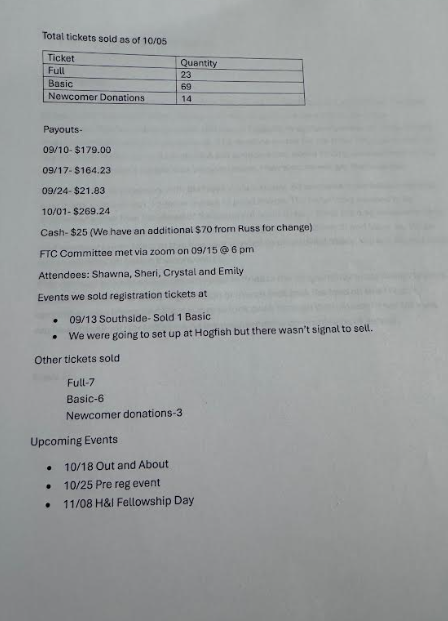 Total tickets sold as of 10/05
Ticket Quantity
Full 23
Basic 69
Newcomer Donations 14
Payouts-
09/10- $179.00
09/17- $164.23
09/24- $21.83
10/01- $269.24
Cash- $25 (We have an additional $70 from Russ for change)
FTC Committee met via zoom on 09/15 @ 6 pm
Attendees: Shawna, Sheri, Crystal and Emily
Events we sold registration tickets at
• 09/13 Southside- Sold 1 Basic
• We were going to set up at Hogfish but there wasn't signal to sell.
Other tickets sold
Full-7
Basic-6
Newcomer donations-3
Upcoming Events
• 10/18 Out and About
• 10/25 Pre reg event
• 11/08 H&I Fellowship Day